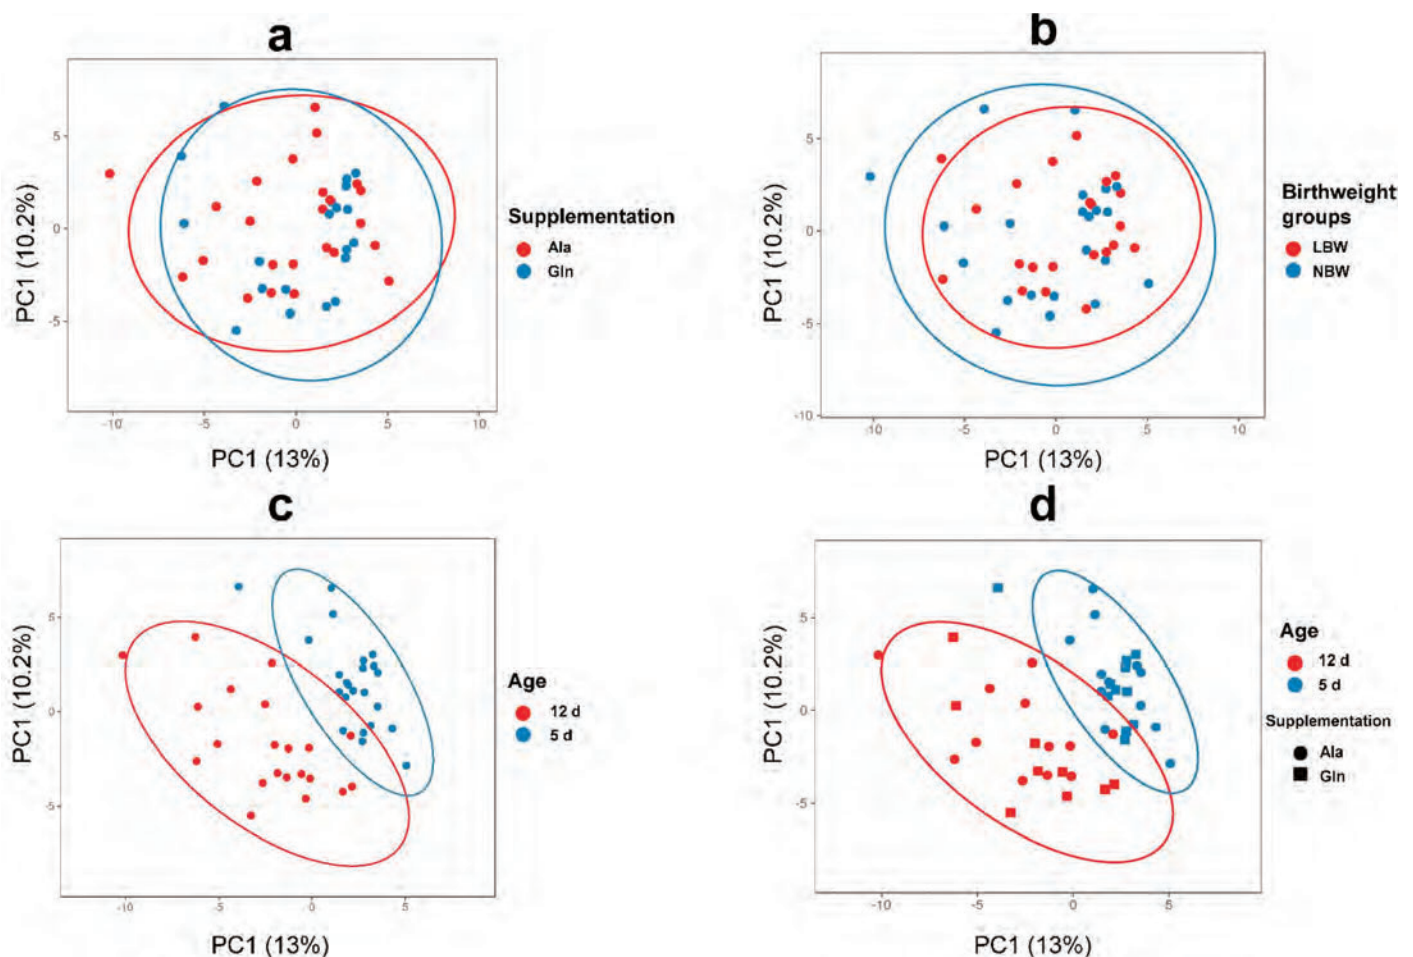 a
PC1 (10.2%)
5
0
-5
-10
-5
0
5
10
PC1 (13%)
Supplementation
Ala
Gln
b
PC1 (10.2%)
5
0
-5
-10
-10
-5
0
5
10
PC1 (13%)
Birthweight
groups
LBW
NBW
c
PC1 (10.2%)
5
0
-5
-10
-5
0
5
PC1 (13%)
Age
12 d
5 d
d
PC1 (10.2%)
5
0
-5
-10
-5
0
5
PC1 (13%)
Age
12 d
5 d
Supplementation
Ala
Gln